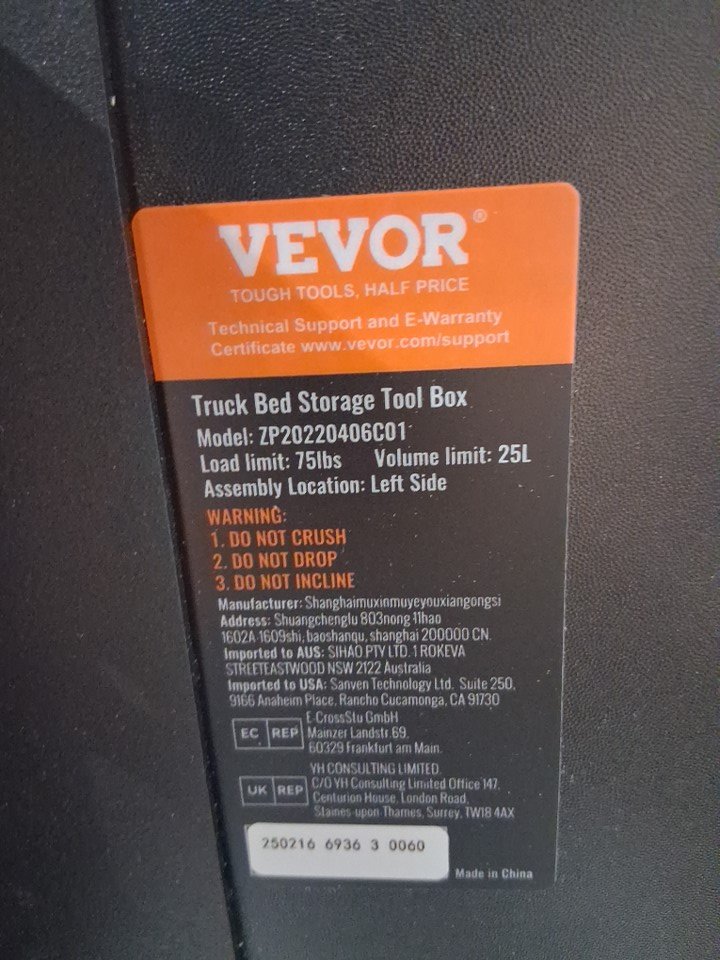 VEVOR®
TOUGH TOOLS, HALF PRICE
Technical Support and E-Warranty
Certificate www.vevor.com/support
Truck Bed Storage Tool Box
Model: ZP20220406C01
Load limit: 75lbs Volume limit: 25L
Assembly Location: Left Side
WARNING:
1. DO NOT CRUSH
2. DO NOT DROP
3. DO NOT INCLINE
Manufacturer: Shanghaimuxinmuyeyouxiangongsi
Address: Shuangchenglu 803nong 11hao
1602A-1609shi, baoshanqu, shanghai 200000 CN.
Imported to AUS: SIHAO PTY LTD. 1 ROKEVA
STREETEASTWOOD NSW 2122 Australia
Imported to USA: Sanven Technology Ltd. Suite 250,
9166 Anaheim Place, Rancho Cucamonga, CA 91730
EC REP
E-CrossStu GmbH
Mainzer Landstr.69,
60329 Frankfurt am Main.
UK REP
YH CONSULTING LIMITED.
C/O YH Consulting Limited Office 147,
Centurion House, London Road,
Staines-upon Thames, Surrey, TW18 4AX
250216 6936 3 0060
Made in China